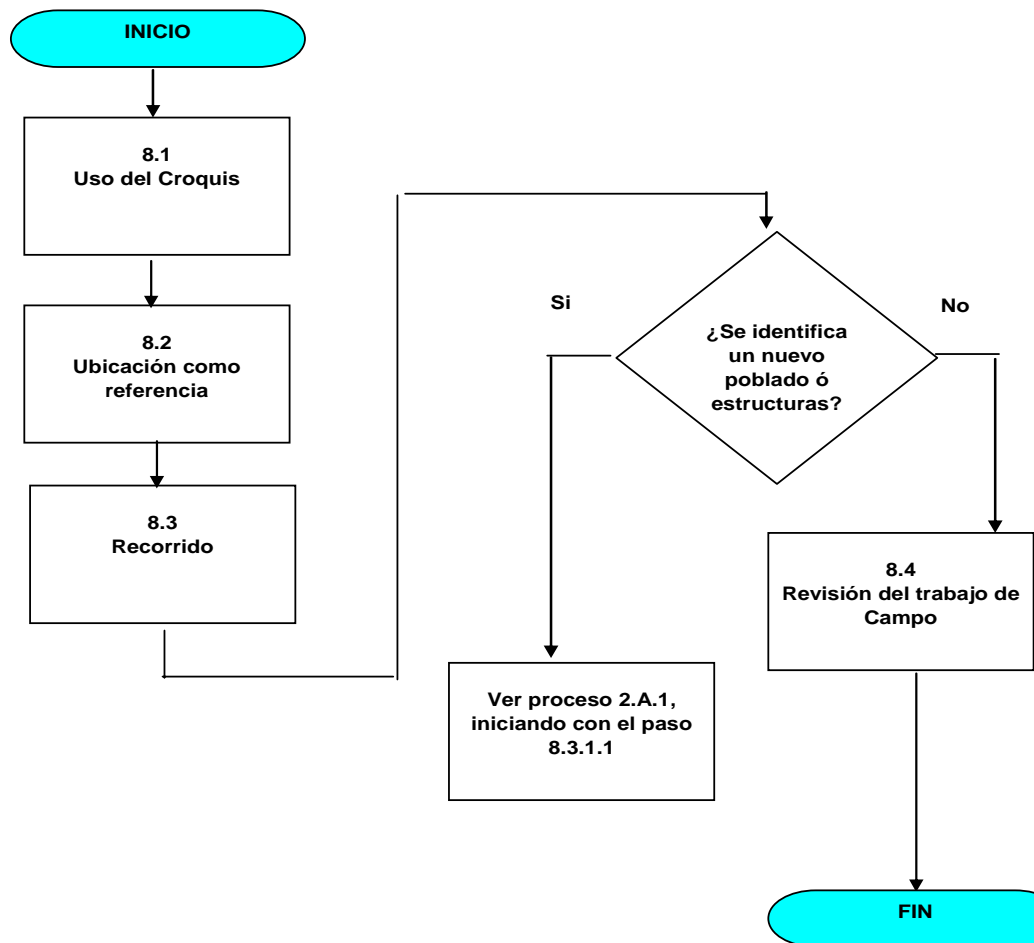 INICIO
8.1
Uso del Croquis
8.2
Ubicación como
referencia
8.3
Recorrido
¿Se identifica
un nuevo
poblado ó
estructuras?
Si
No
Ver proceso 2.A.1,
iniciando con el paso
8.3.1.1
8.4
Revisión del trabajo de
Campo
FIN